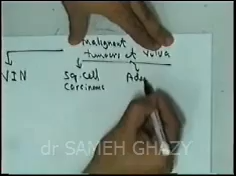 malignant
tumours of vulva
VIN
Sq. cell
Carcinoma
Ade
dr SAMEH GHAZY